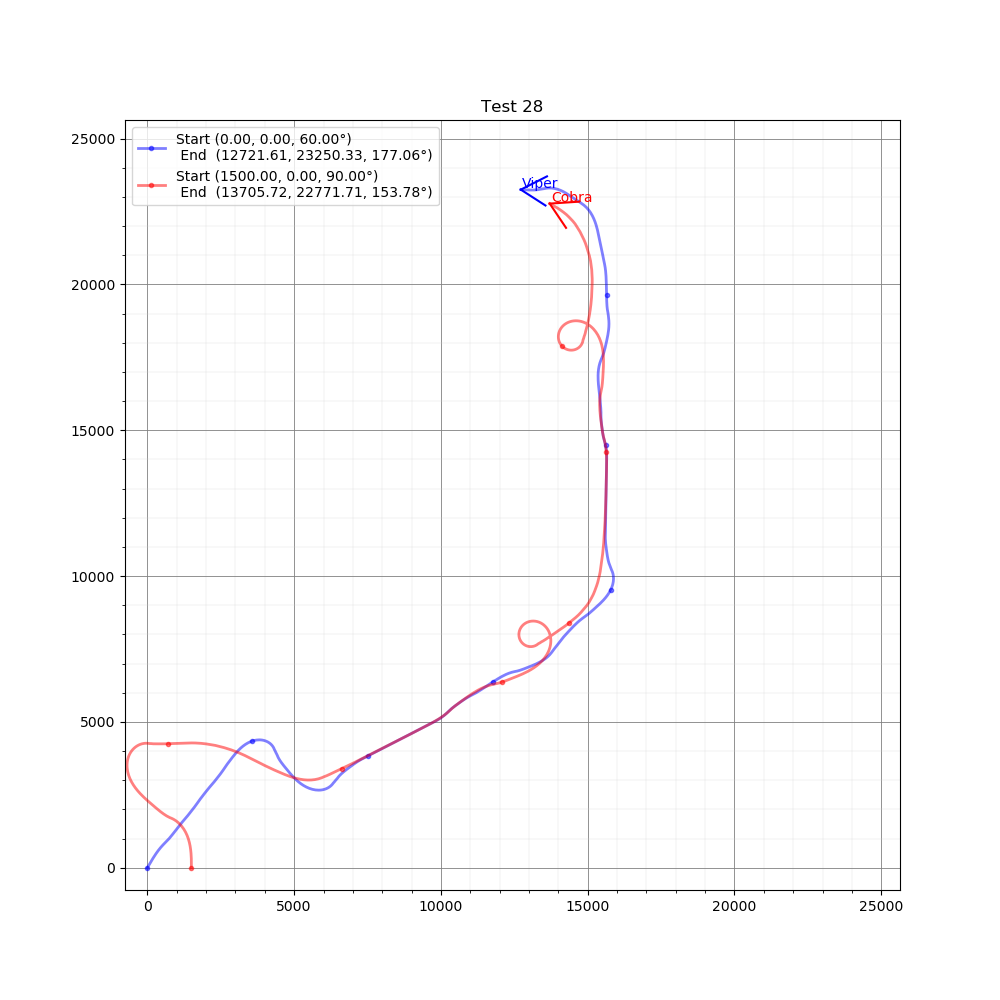 Test 28
Start (0.00, 0.00, 60.00°)
End (12721.61, 23250.33, 177.06°)
Start (1500.00, 0.00, 90.00°)
End (13705.72, 22771.71, 153.78°)
Viper
Cobra
25000
20000
15000
10000
5000
0
0
5000
10000
15000
20000
25000